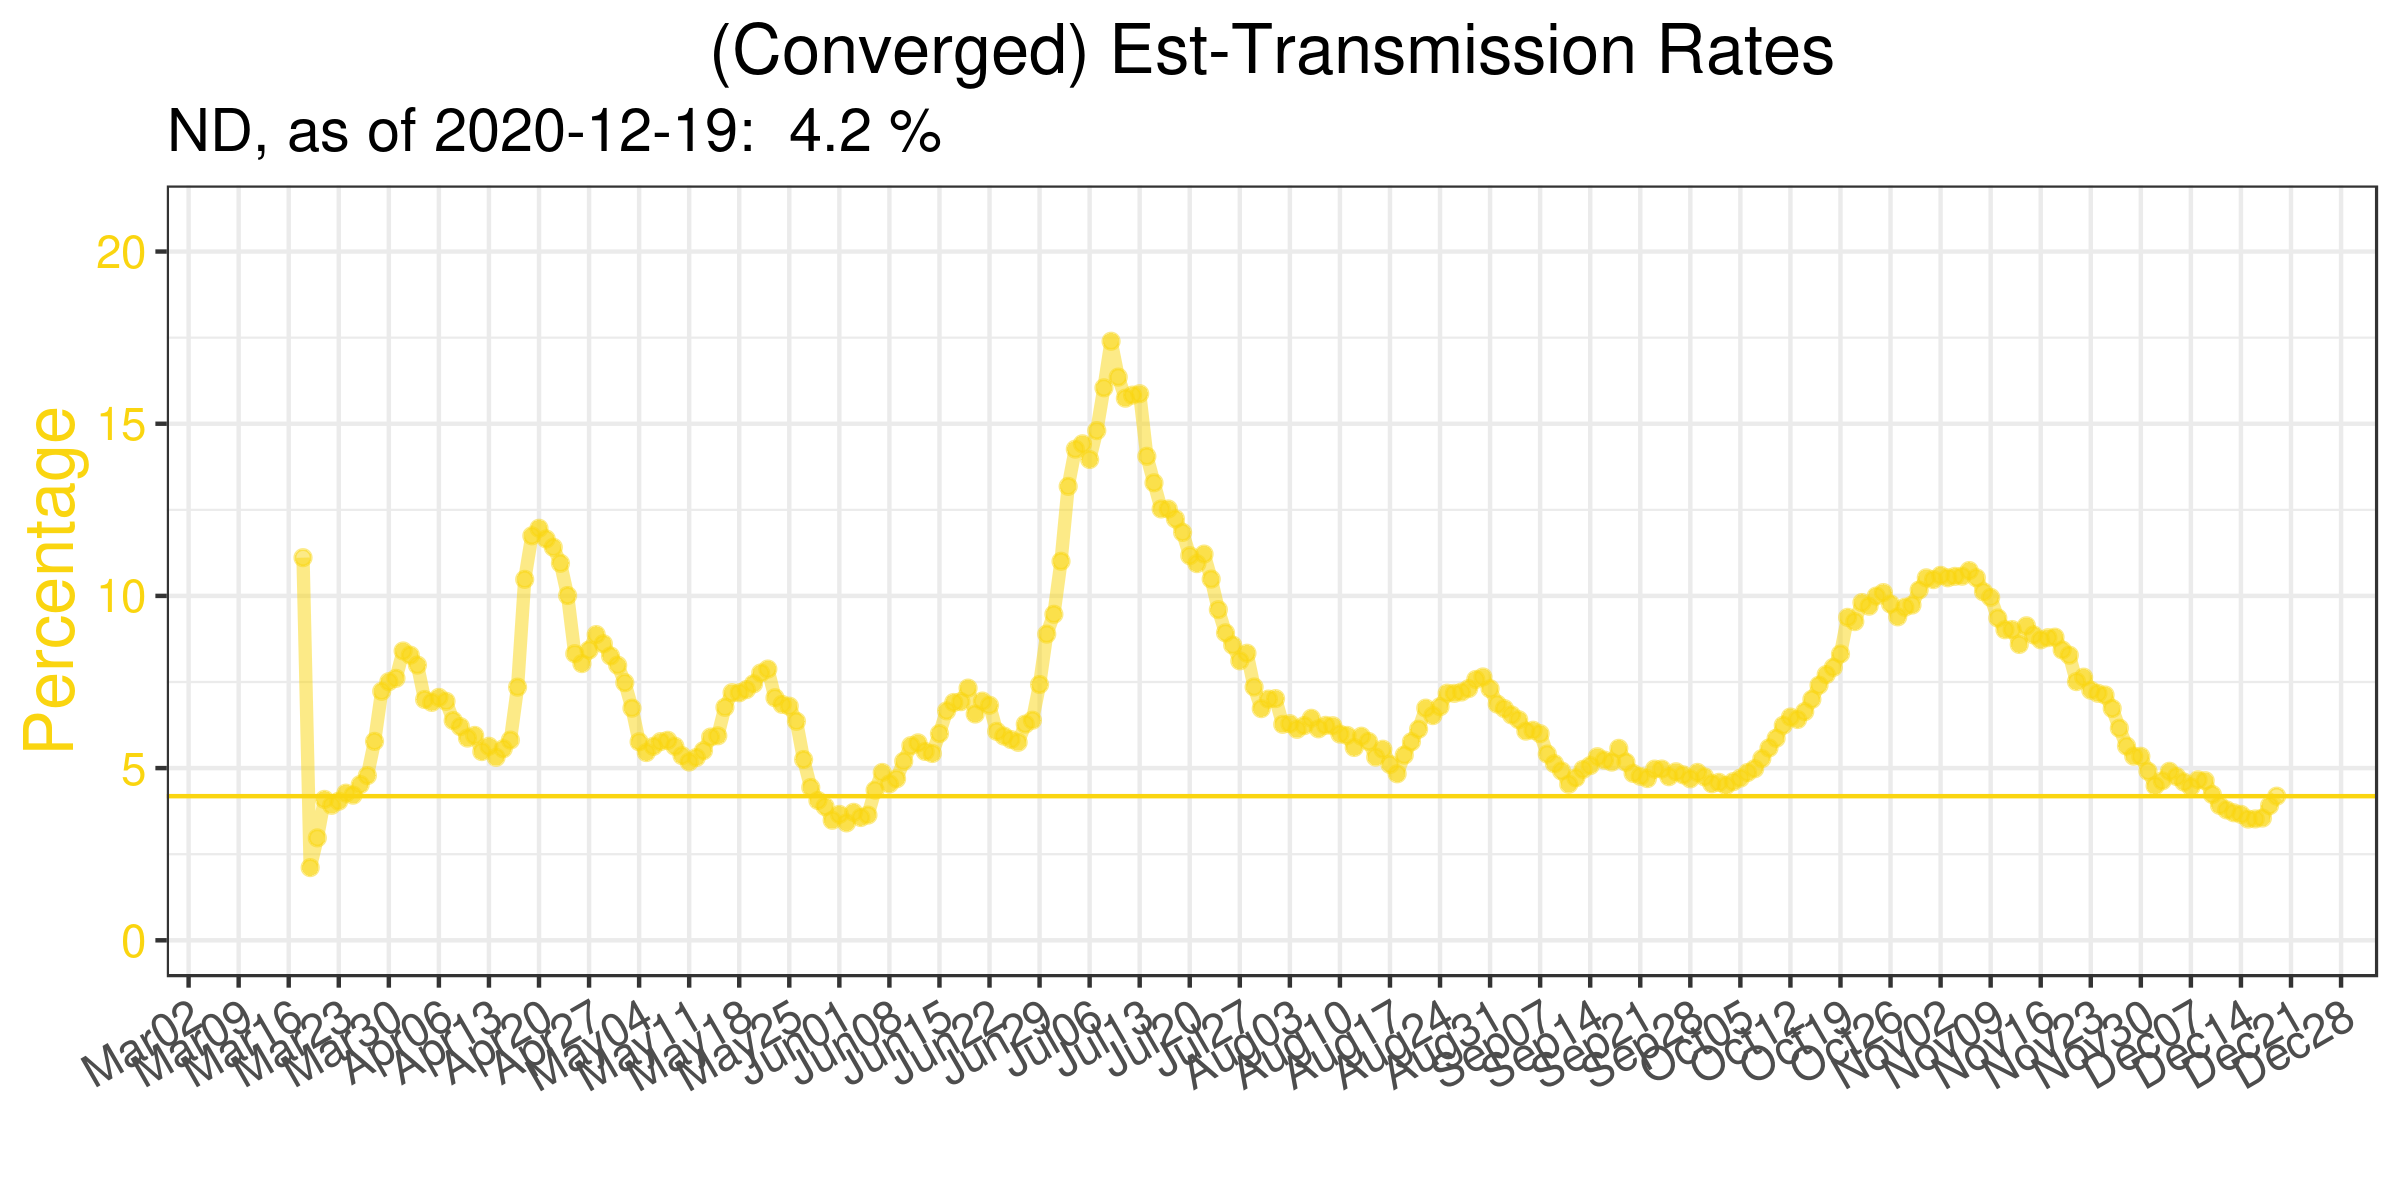 (Converged) Est-Transmission Rates
ND, as of 2020-12-19:  4.2 %
Percentage
20
15
10
5
0
Mar02
Mar09
Mar16
Mar23
Mar30
Apr06
Apr13
Apr20
Apr27
May04
May11
May18
May25
Jun01
Jun08
Jun15
Jun22
Jun29
Jul06
Jul13
Jul20
Jul27
Aug03
Aug10
Aug17
Aug24
Aug31
Sep07
Sep14
Sep21
Sep28
Oct05
Oct12
Oct19
Oct26
Nov02
Nov09
Nov16
Nov23
Nov30
Dec07
Dec14
Dec21
Dec28